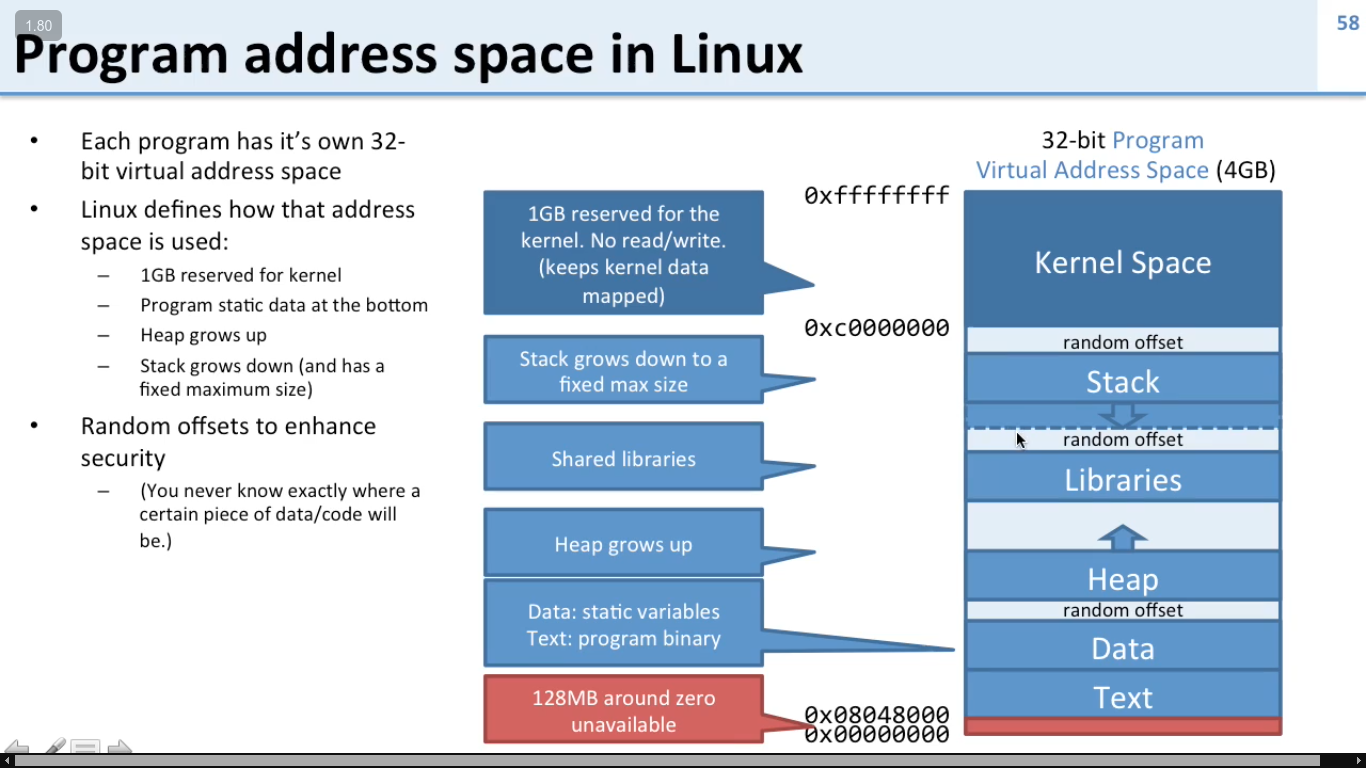 1.80
58
Program address space in Linux
• Each program has it’s own 32-
bit virtual address space
• Linux defines how that address
space is used:
– 1GB reserved for kernel
– Program static data at the bottom
– Heap grows up
– Stack grows down (and has a
fixed maximum size)
• Random offsets to enhance
security
– (You never know exactly where a
certain piece of data/code will
be.)
1GB reserved for the
kernel. No read/write.
(keeps kernel data
mapped)
Stack grows down to a
fixed max size
Shared libraries
Heap grows up
Data: static variables
Text: program binary
128MB around zero
unavailable
32-bit Program
Virtual Address Space (4GB)
0xffffffff
0xc0000000
0x08048000
0x00000000
Kernel Space
random offset
Stack
random offset
Libraries
Heap
random offset
Data
Text